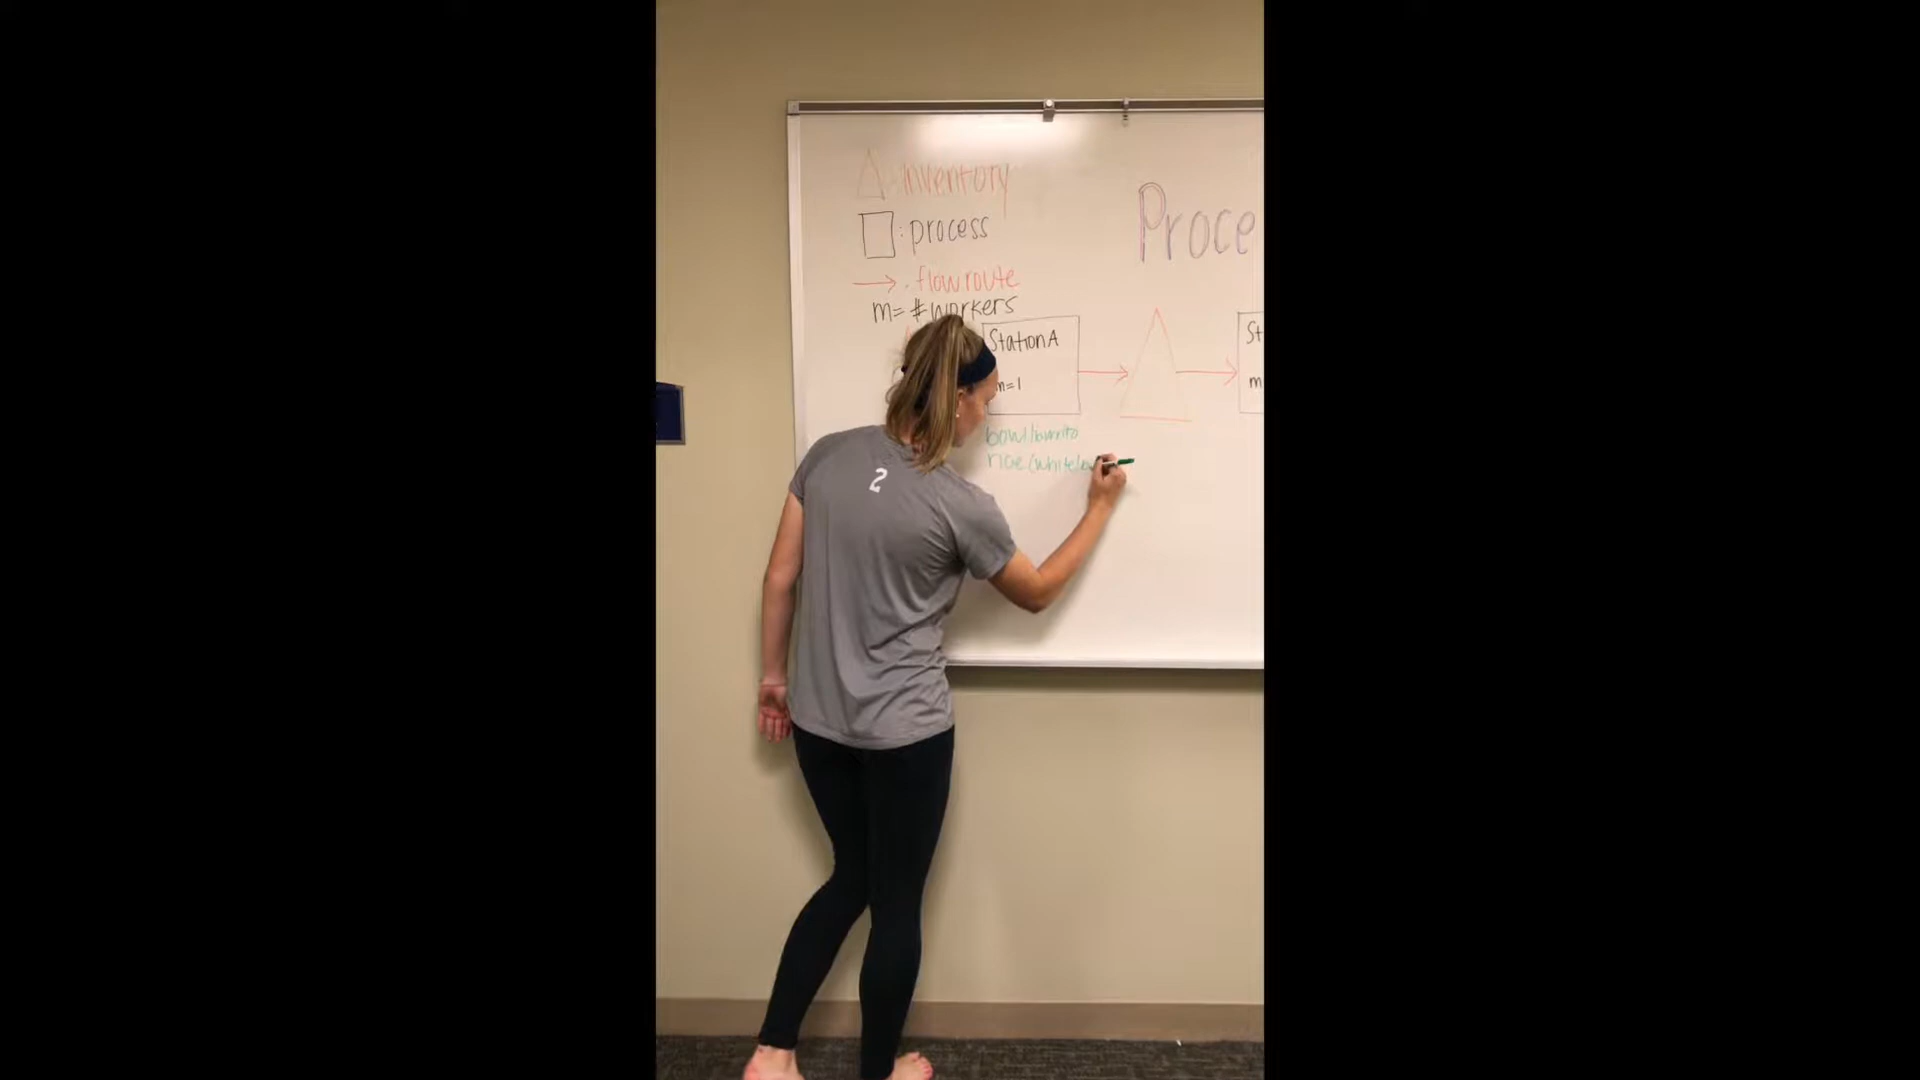 inventory
: process
flow route
m= # workers
Proce
Station A
m=1
St
m
bowl/burrito
rice (white/
2